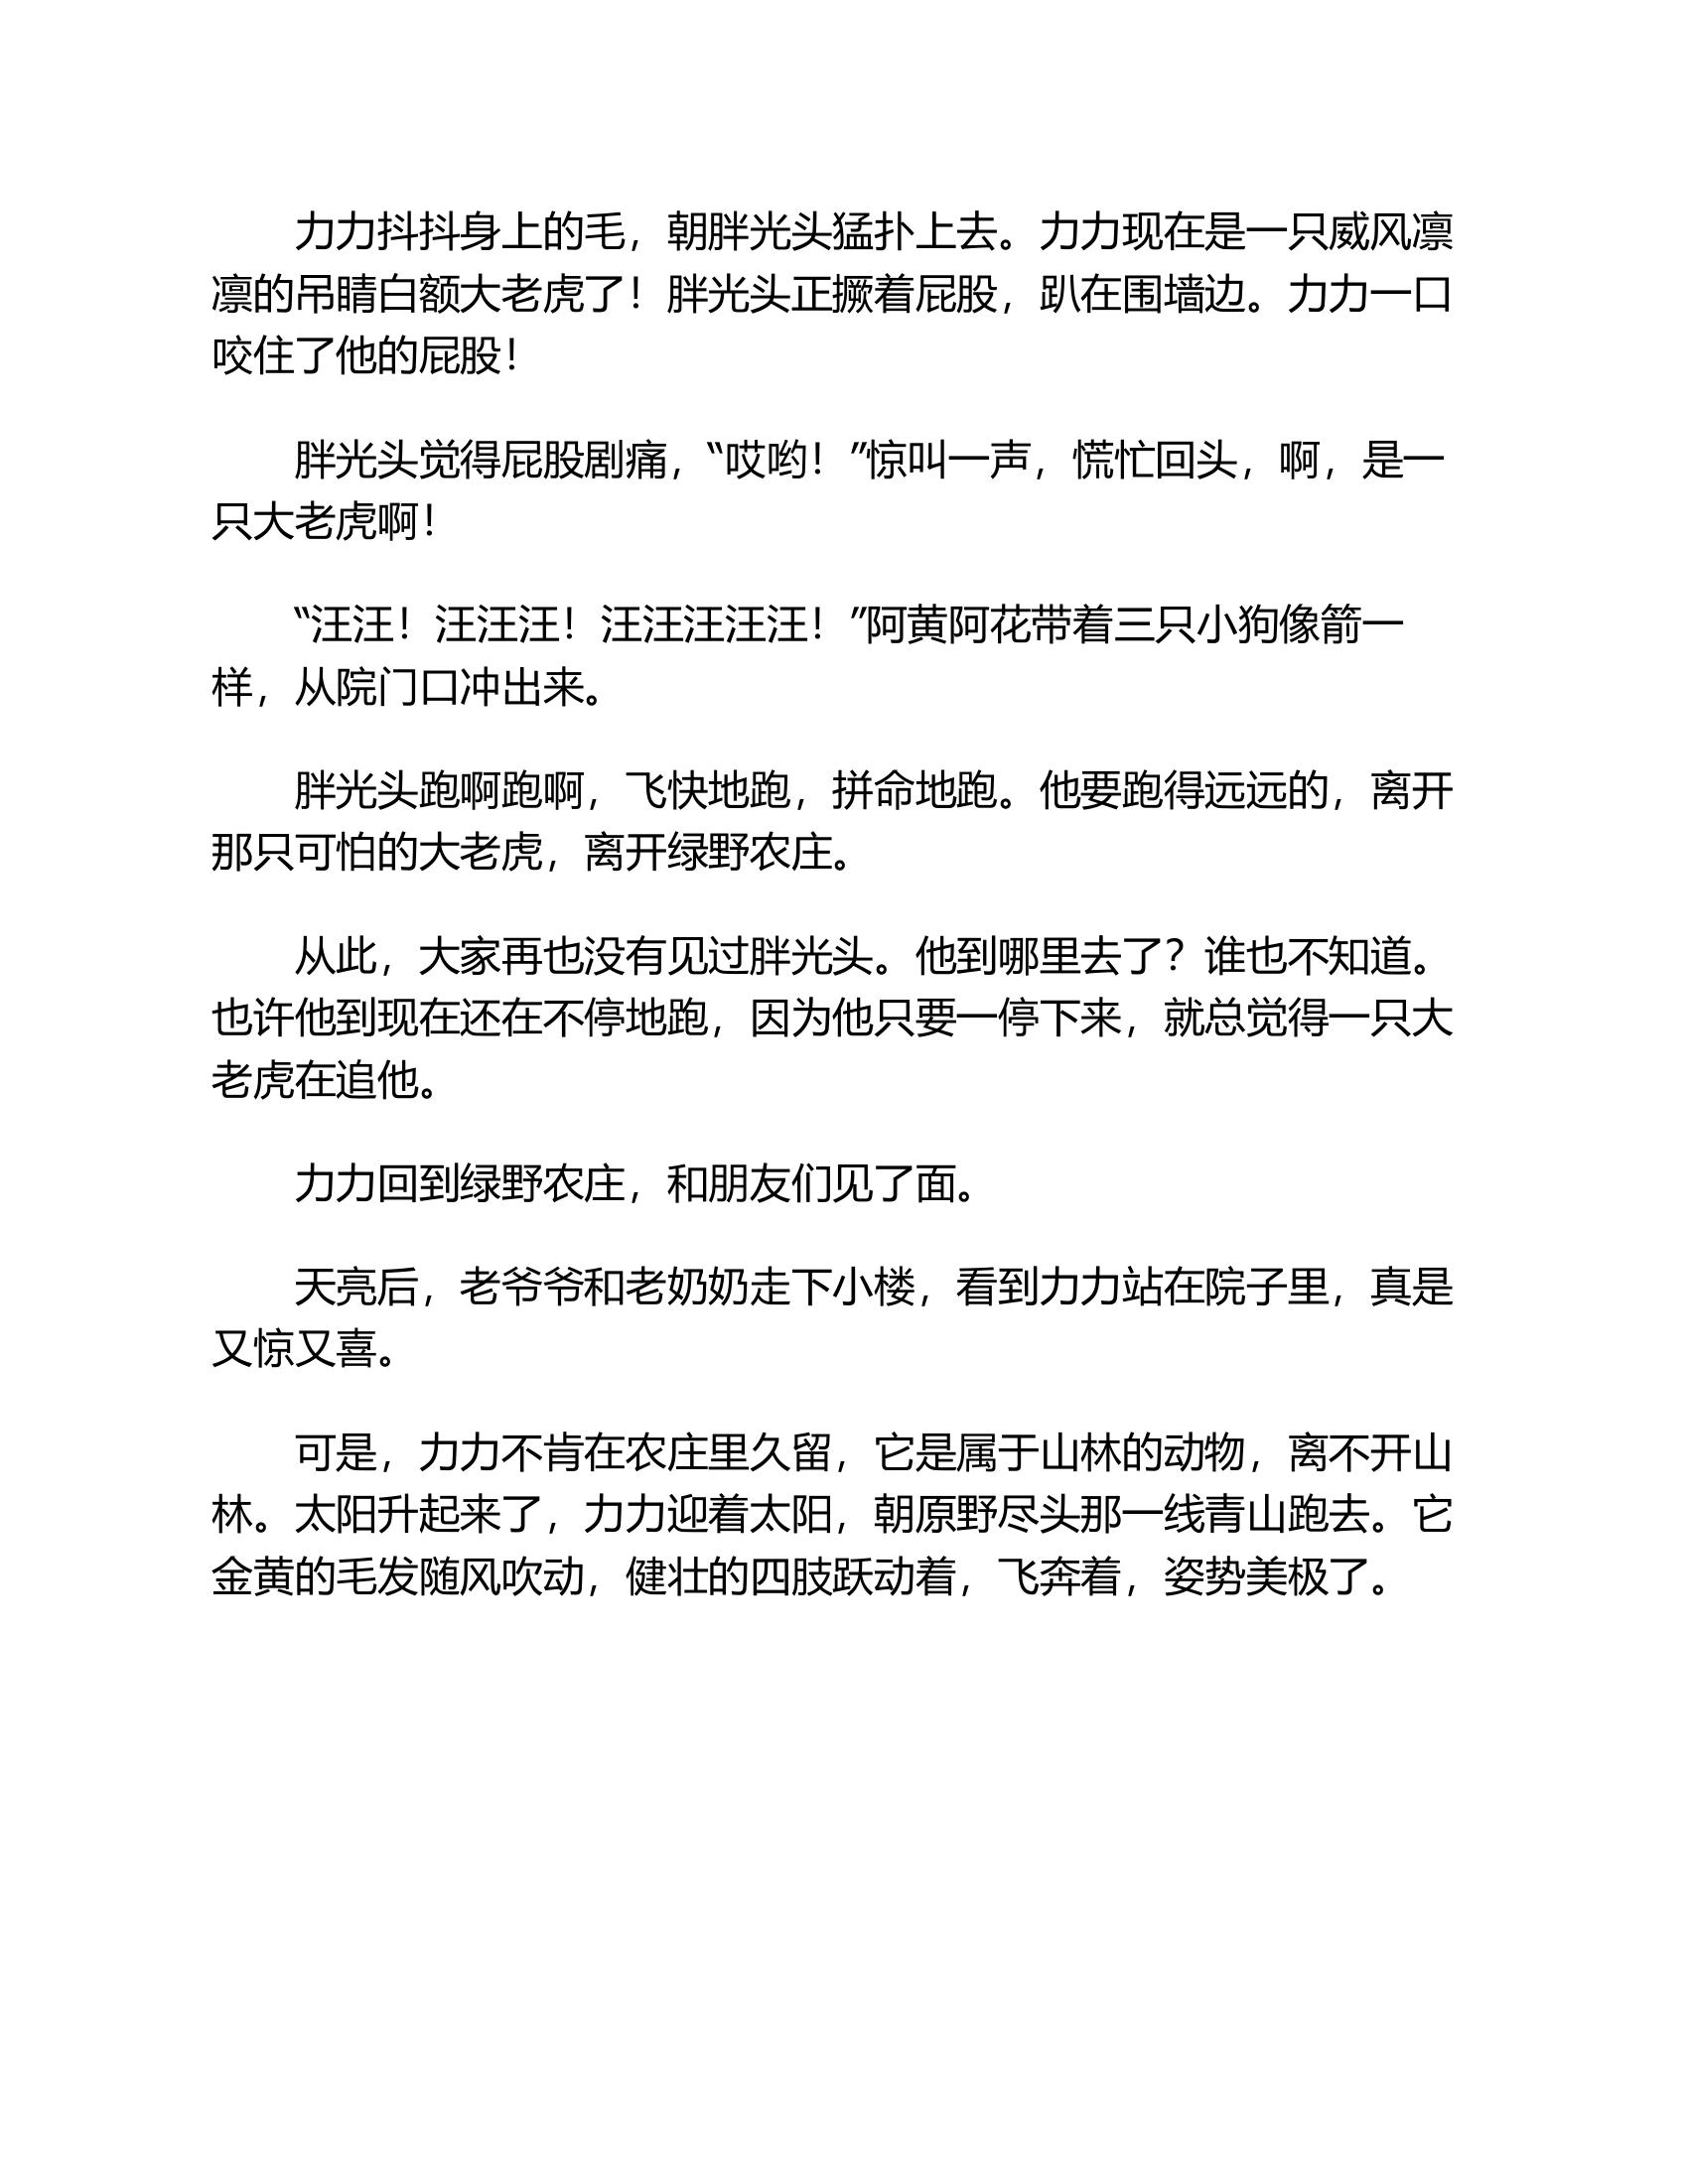 力力抖抖身上的毛，朝胖光头猛扑上去。力力现在是一只威风凛
凛的吊睛白额大老虎了！胖光头正撅着屁股，趴在围墙边。力力一口
咬住了他的屁股！
胖光头觉得屁股剧痛，“哎哟！”惊叫一声，慌忙回头，啊，是一
只大老虎啊！
“汪汪！汪汪汪！汪汪汪汪汪！”阿黄阿花带着三只小狗像箭一
样，从院门口冲出来。
胖光头跑啊跑啊，飞快地跑，拼命地跑。他要跑得远远的，离开
那只可怕的大老虎，离开绿野农庄。
从此，大家再也没有见过胖光头。他到哪里去了？谁也不知道。
也许他到现在还在不停地跑，因为他只要一停下来，就总觉得一只大
老虎在追他。
力力回到绿野农庄，和朋友们见了面。
天亮后，老爷爷和老奶奶走下小楼，看到力力站在院子里，真是
又惊又喜。
可是，力力不肯在农庄里久留，它是属于山林的动物，离不开山
林。太阳升起来了，力力迎着太阳，朝原野尽头那一线青山跑去。它
金黄的毛发随风吹动，健壮的四肢跃动着，飞奔着，姿势美极了。